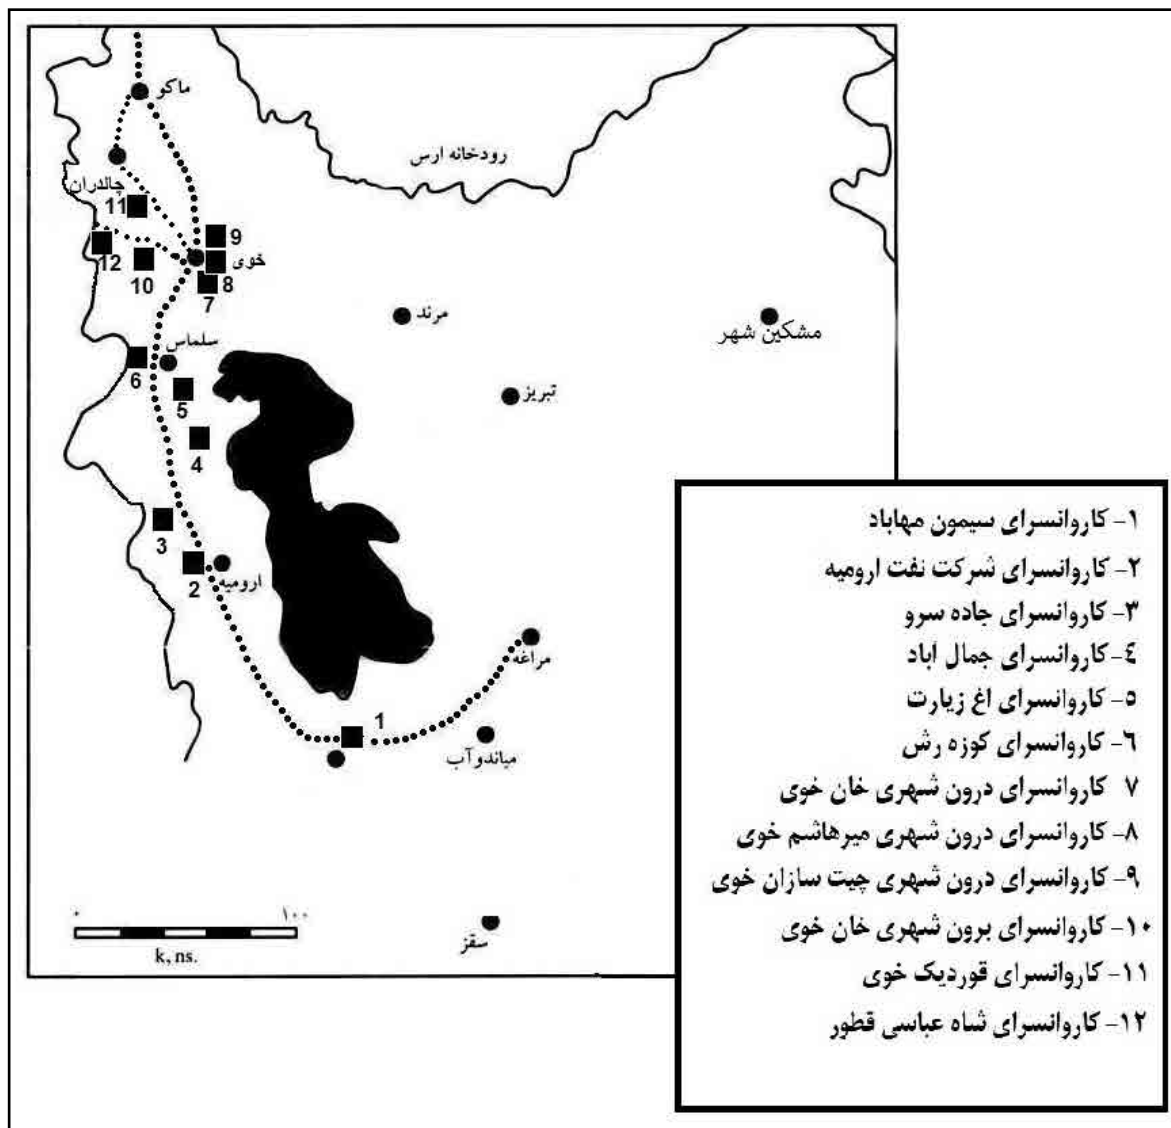 ماکو
رودخانه ارس
چالدران
11
9
خوی
12
10
8
7
مرند
مشکین شهر
سلماس
6
تبریز
5
4
3
2
ارومیه
مراغه
1
میاندوآب
سقز
۰ ۱۰۰
k, ns.
۱- کاروانسرای سیمون مهاباد
۲- کاروانسرای شرکت نفت ارومیه
۳- کاروانسرای جاده سرو
٤- کاروانسرای جمال آباد
۵- کاروانسرای اغ زیارت
٦- کاروانسرای کوزه رش
۷ کاروانسرای درون شهری خان خوی
۸- کاروانسرای درون شهری میرهاشم خوی
۹- کاروانسرای درون شهری چیت سازان خوی
۱۰- کاروانسرای برون شهری خان خوی
۱۱- کاروانسرای قوردیک خوی
۱۲- کاروانسرای شاه عباسی قطور